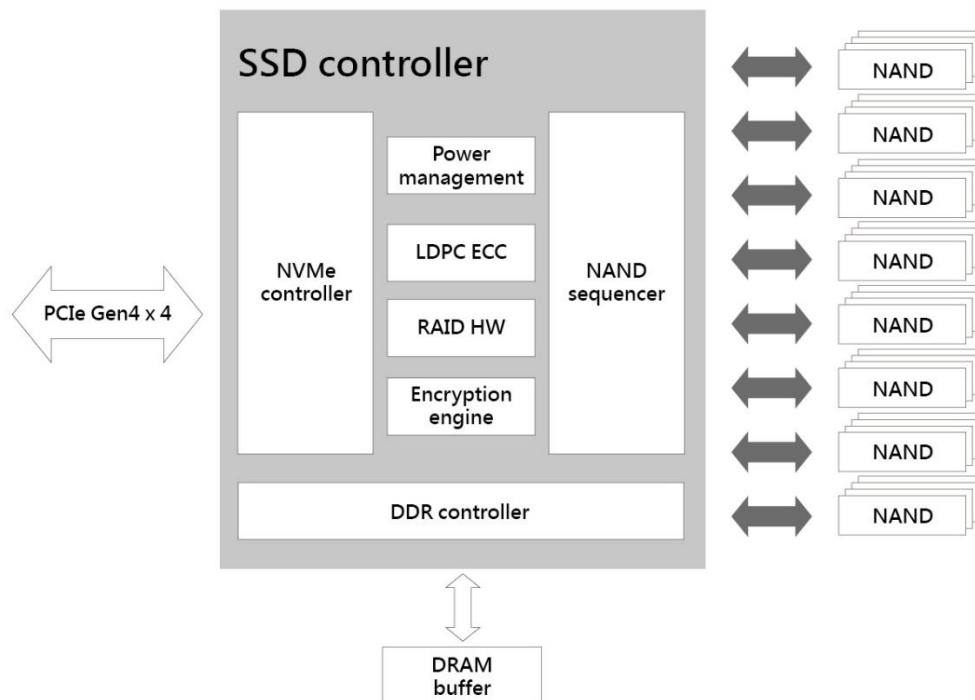 SSD controller
NVMe
controller
Power
management
LDPC ECC
RAID HW
Encryption
engine
NAND
sequencer
DDR controller
PCIe Gen4 x 4
DRAM
buffer
NAND
NAND
NAND
NAND
NAND
NAND
NAND
NAND